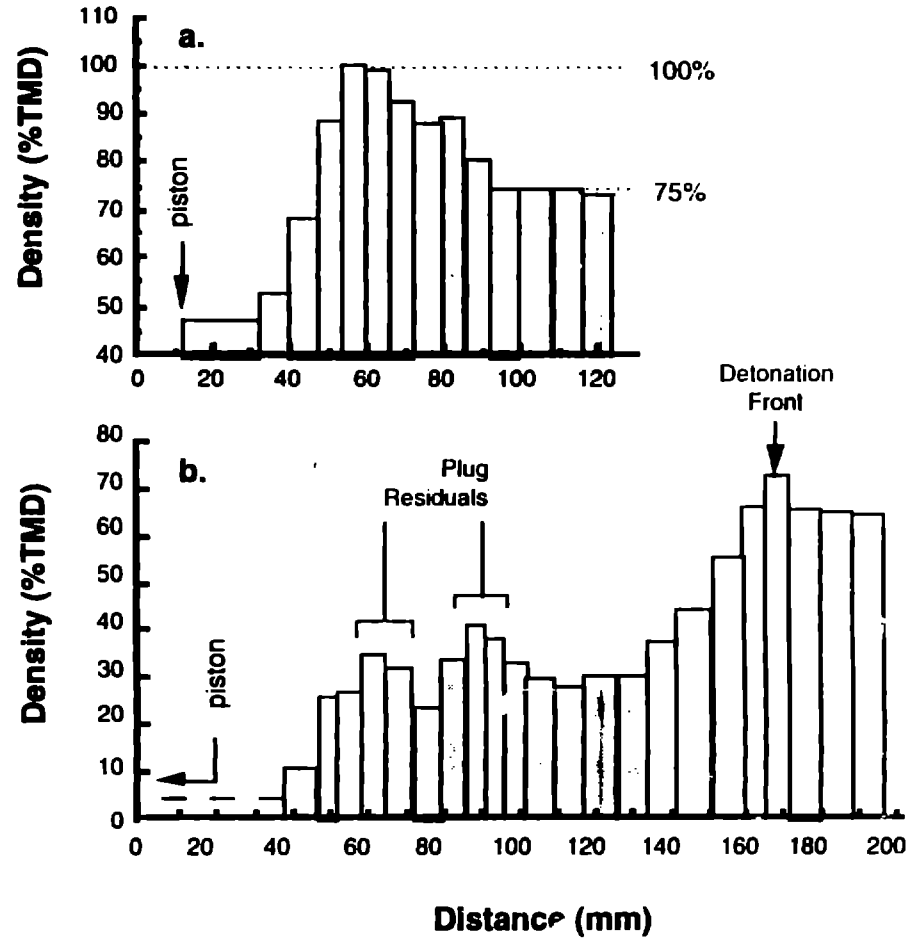 a.
Density (%TMD)
110
100
90
80
70
60
50
40
100%
75%
piston
0 20 40 60 80 100 120
b.
Density (%TMD)
80
70
60
50
40
30
20
10
0
Detonation
Front
Plug
Residuals
piston
0 20 40 60 80 100 120 140 160 180 200
Distance (mm)